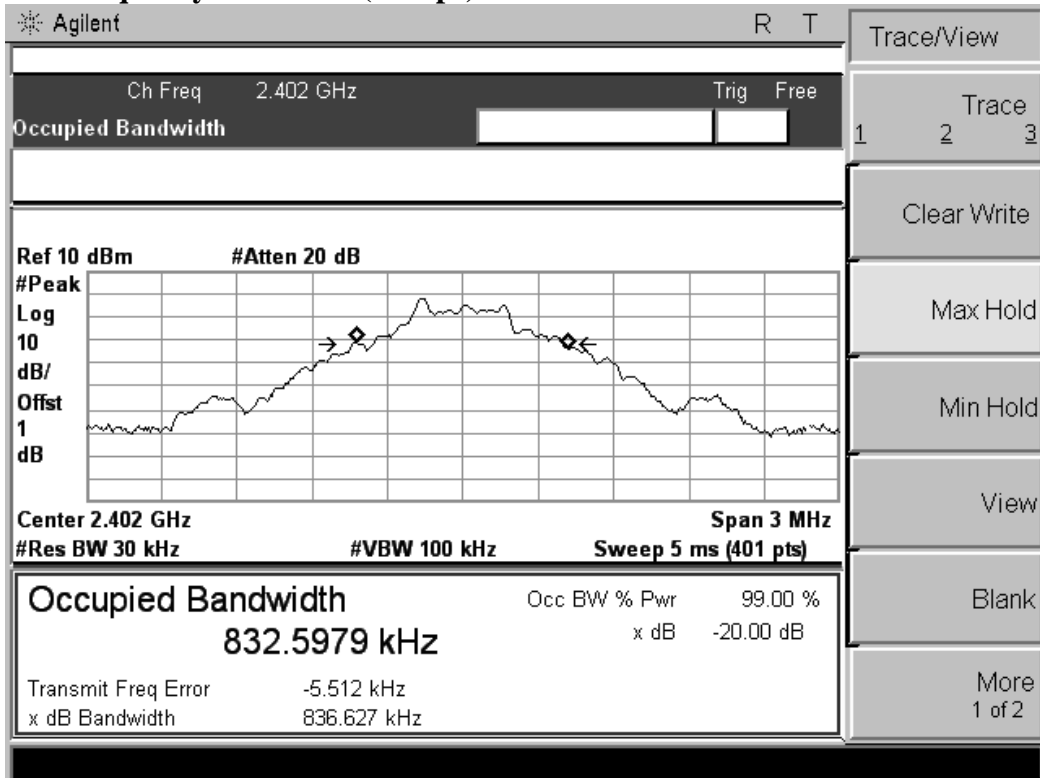 Agilent
R T
Trace/View
Ch Freq 2.402 GHz
Trig Free
Occupied Bandwidth
Trace
1 2 3
Clear Write
Max Hold
Min Hold
View
Blank
More
1 of 2
Ref 10 dBm #Atten 20 dB
#Peak
Log
10
dB/
Offst
1
dB
Center 2.402 GHz Span 3 MHz
#Res BW 30 kHz #VBW 100 kHz Sweep 5 ms (401 pts)
Occupied Bandwidth
832.5979 kHz
Occ BW % Pwr 99.00 %
x dB -20.00 dB
Transmit Freq Error -5.512 kHz
x dB Bandwidth 836.627 kHz